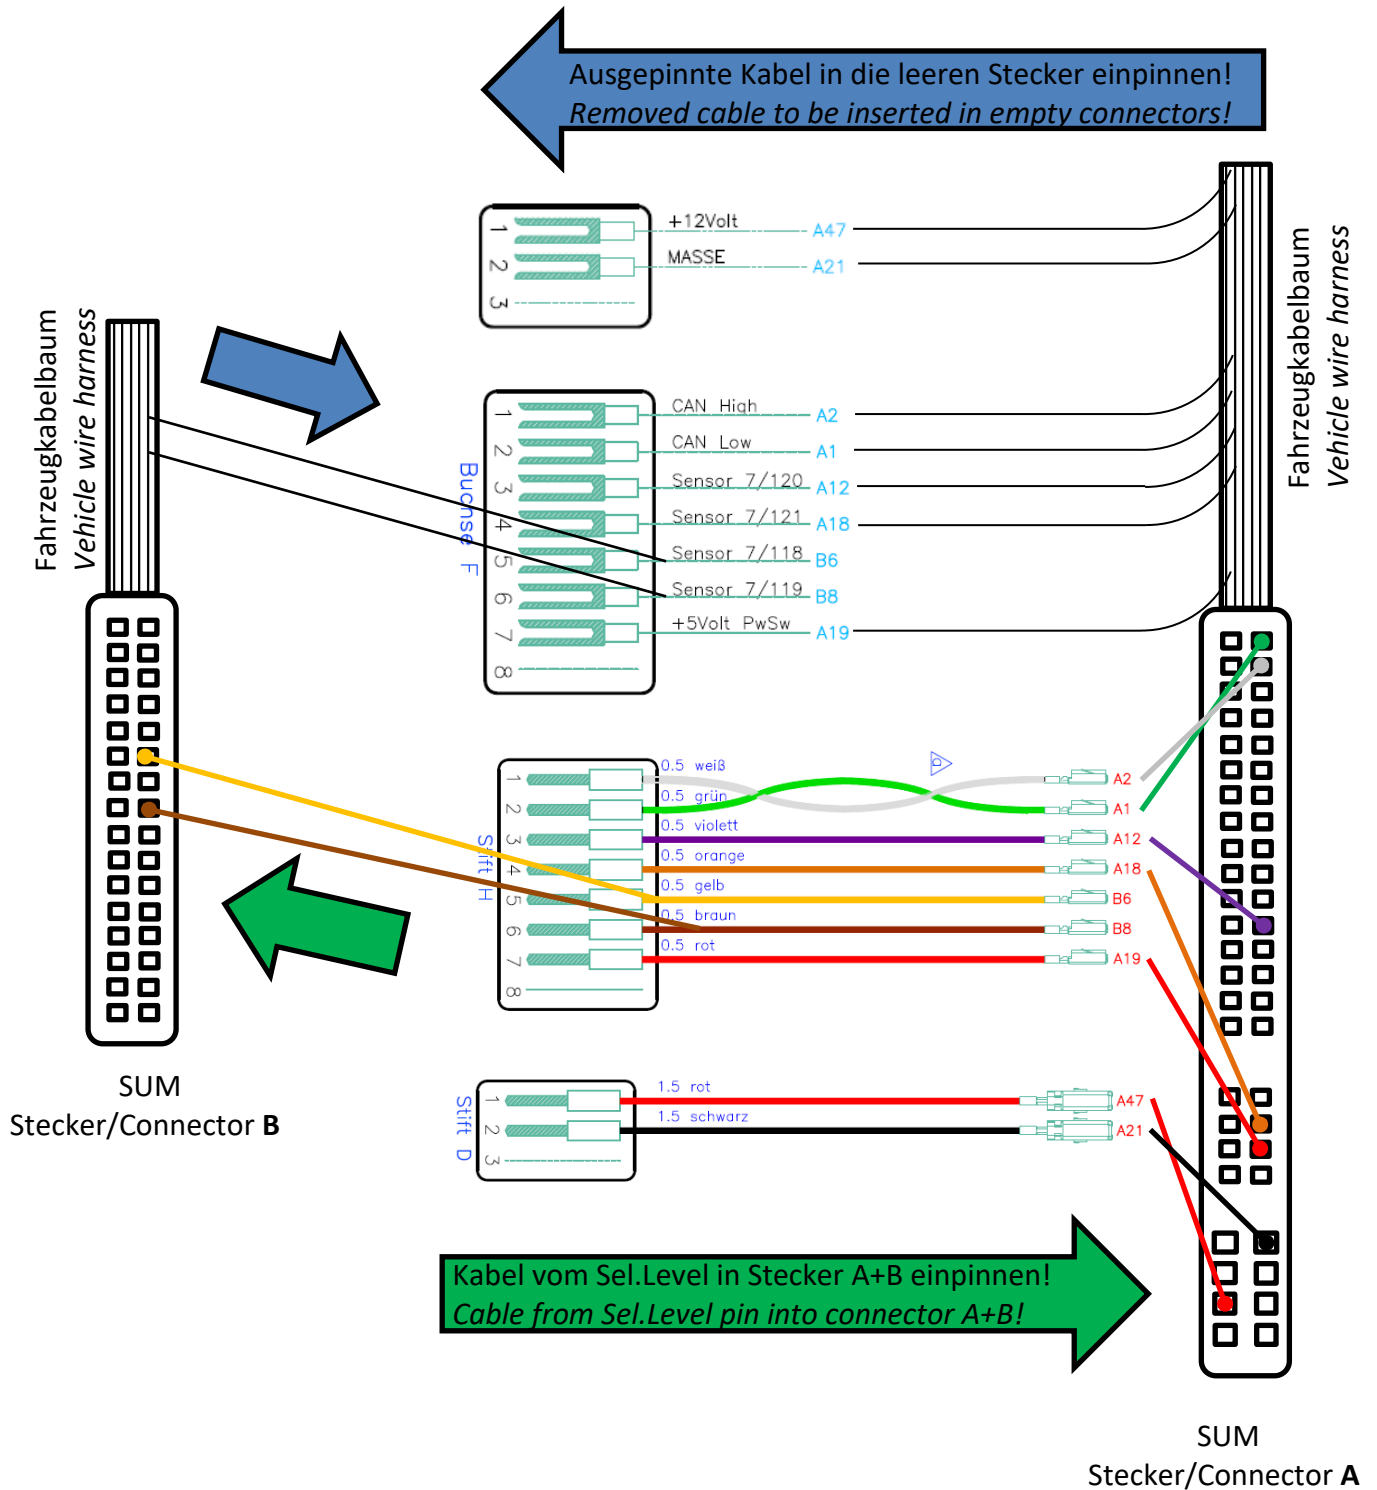 Ausgepinnte Kabel in die leeren Stecker einpinnen!
Removed cable to be inserted in empty connectors!
1 +12Volt A47
2 MASSE A21
3
Fahrzeugkabelbaum
Vehicle wire harness
Fahrzeugkabelbaum
Vehicle wire harness
Buchse F
1 CAN High A2
2 CAN Low A1
3 Sensor 7/120 A12
4 Sensor 7/121 A18
5 Sensor 7/118 B6
6 Sensor 7/119 B8
7 +5Volt PwSw A19
8
Stift H
a
1 0.5 weiß A2
2 0.5 grün A1
3 0.5 violett A12
4 0.5 orange A18
5 0.5 gelb B6
6 0.5 braun B8
7 0.5 rot A19
8
SUM
Stecker/Connector B
Stift D
1 1.5 rot A47
2 1.5 schwarz A21
3
Kabel vom Sel.Level in Stecker A+B einpinnen!
Cable from Sel.Level pin into connector A+B!
SUM
Stecker/Connector A